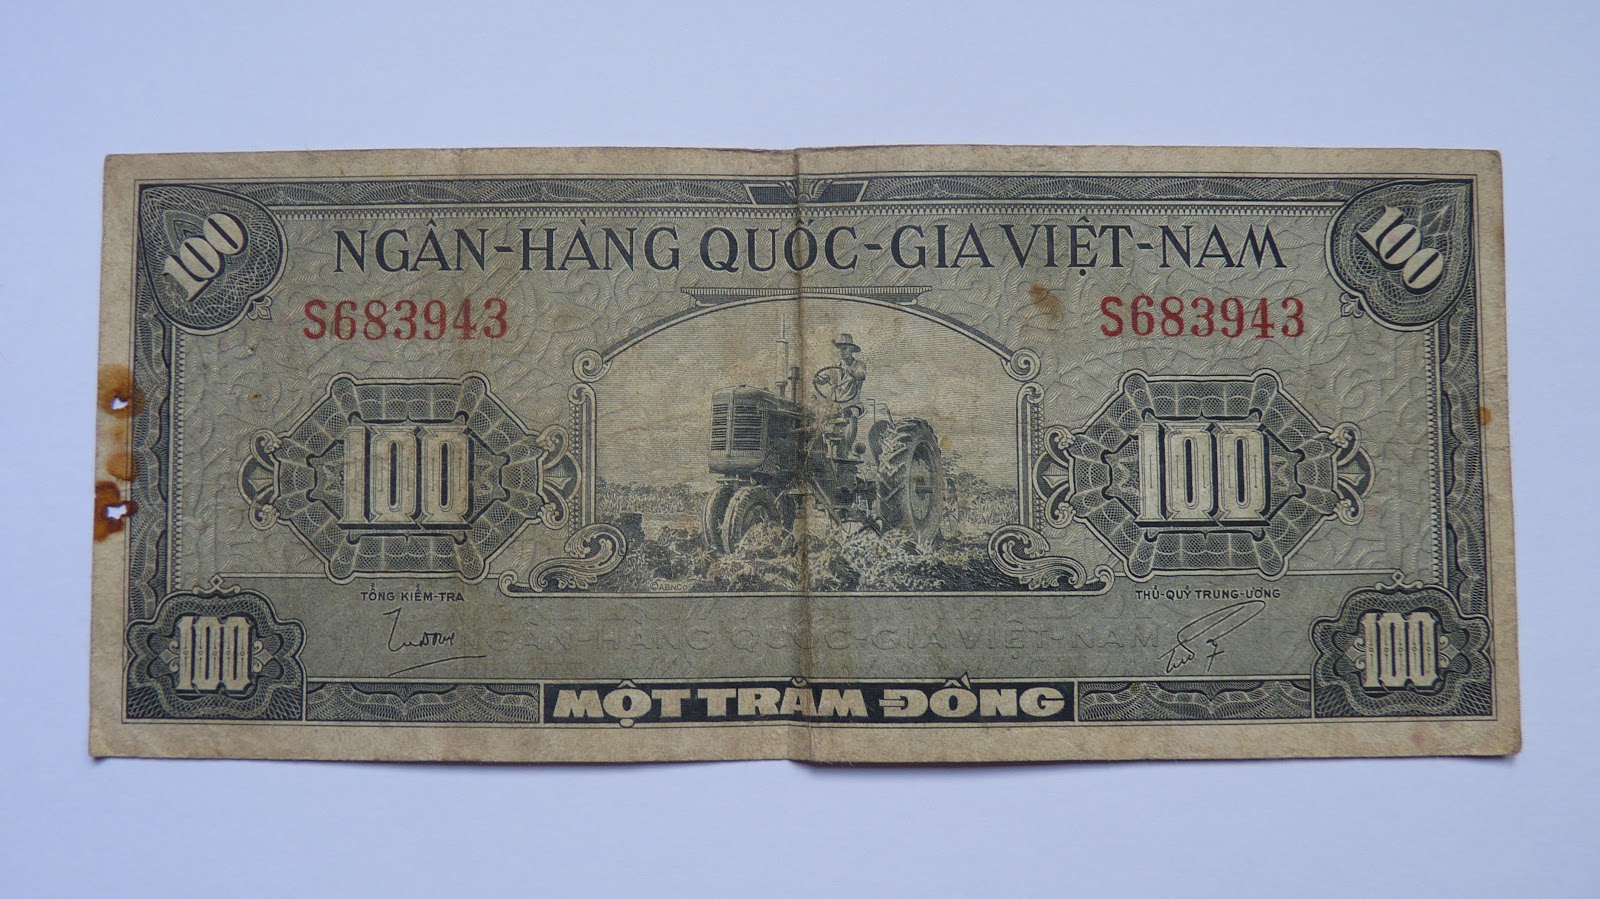 100 100
NGÂN-HÀNG QUỐC-GIA VIỆT-NAM
S683943 S683943
100 100
©ABNCo
TỔNG KIỂM-TRA THỦ-QUỸ TRUNG-ƯƠNG
NGÂN-HÀNG QUỐC-GIA VIỆT-NAM
100 100
MỘT TRĂM ĐỒNG